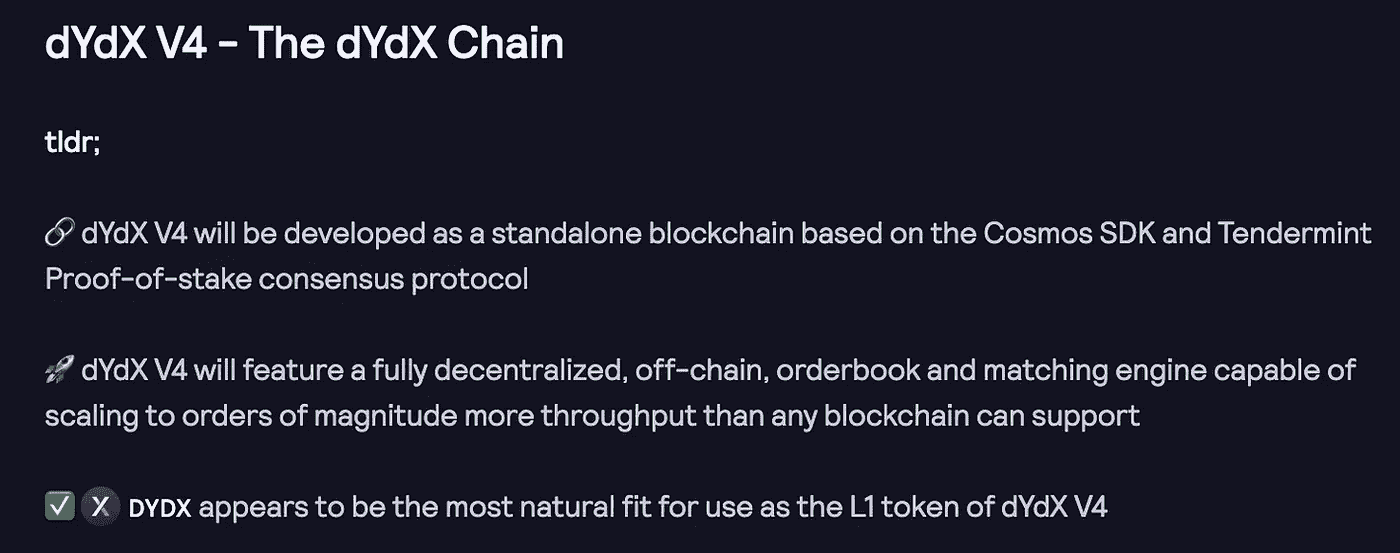 dYdX V4 - The dYdX Chain
tldr;
🔗 dYdX V4 will be developed as a standalone blockchain based on the Cosmos SDK and Tendermint
Proof-of-stake consensus protocol
🚀 dYdX V4 will feature a fully decentralized, off-chain, orderbook and matching engine capable of
scaling to orders of magnitude more throughput than any blockchain can support
✅ X DYDX appears to be the most natural fit for use as the L1 token of dYdX V4